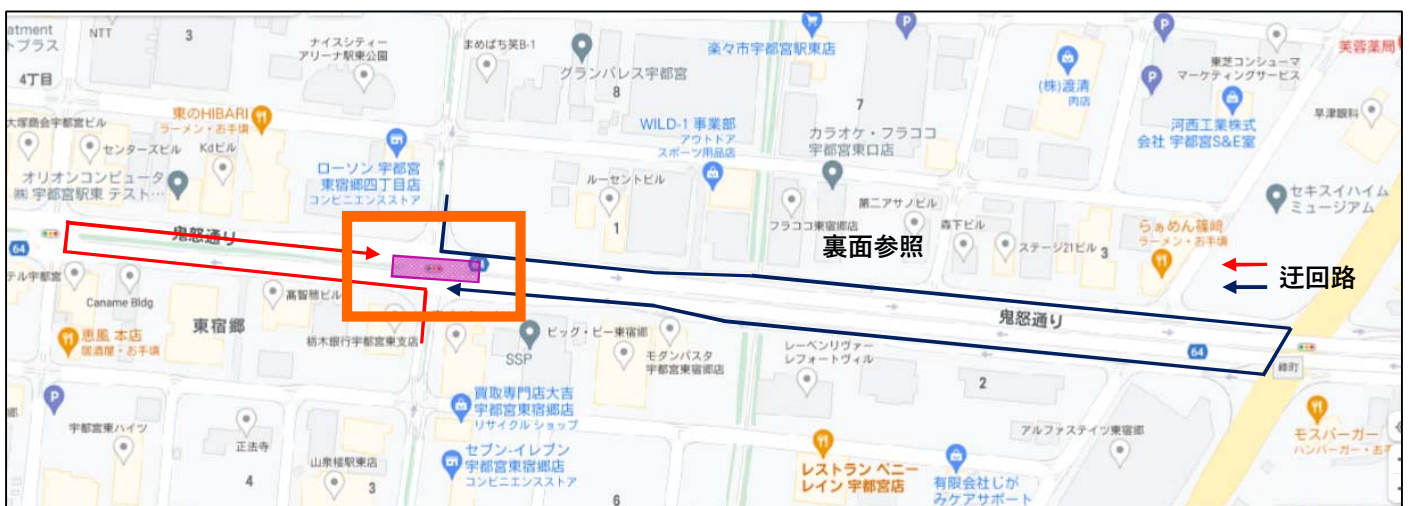 atment
トプラス
NTT
3
4丁目
ナイスシティー
アリーナ駅東公園
まめぱち笑B-1
グランパレス宇都宮
8
楽々市宇都宮駅東店
7
(株)渡清
肉店
東芝コンシューマ
マーケティングサービス
芙蓉薬局
早津眼科
河西工業株式
会社 宇都宮S&E室
大塚商会宇都宮ビル
東のHIBARI
ラーメン・お手頃
センタースビル
Kdビル
オリオンコンピュータ
㈱ 宇都宮駅東 テスト…
ローソン 宇都宮
東宿郷四丁目店
コンビニエンスストア
WILD-1 事業部
アウトドア
スポーツ用品店
カラオケ・フラココ
宇都宮東口店
ルーセントビル
1
フラココ東宿郷店
第二アサノビル
森下ビル
ステージ21ビル
3
らぁめん篠﨑
ラーメン・お手頃
セキスイハイム
ミュージアム
裏面参照
迂回路
64
鬼怒通り
64
鬼怒通り
64
緑町
テル宇都宮
Caname Bldg
髙智穂ビル
東宿郷
恵風 本店
居酒屋・お手頃
栃木銀行宇都宮東支店
SSP
ビッグ・ビー東宿郷
モダンパスタ
宇都宮東宿郷店
レーベンリヴァー
レフォートヴィル
2
買取専門店大吉
宇都宮東宿郷店
リサイクル ショップ
宇都宮東ハイツ
正法寺
4
山泉楼駅東店
3
セブン-イレブン
宇都宮東宿郷店
コンビニエンスストア
6
レストラン ペニー
レイン 宇都宮店
有限会社じが
みケアサポート
アルファステイツ東宿郷
モスバーガー
ハンバーガー・お手